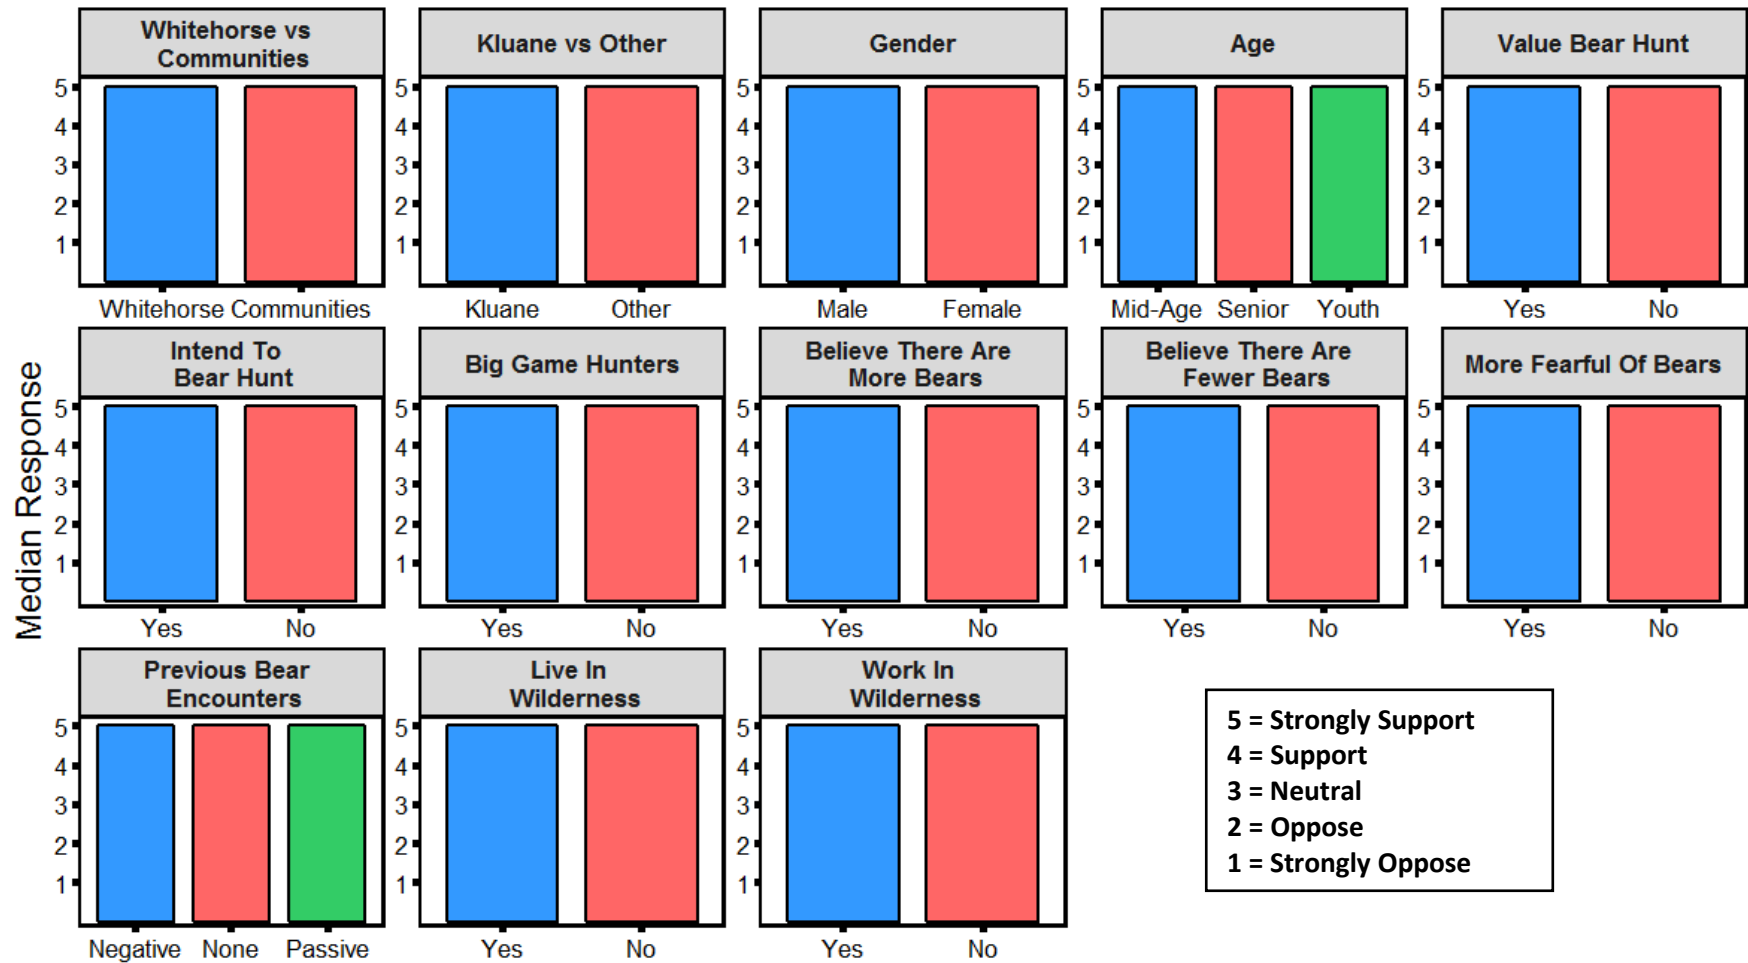 Whitehorse vs
Communities
Kluane vs Other
Gender
Age
Value Bear Hunt
5
4
3
2
1
5
4
3
2
1
5
4
3
2
1
5
4
3
2
1
5
4
3
2
1
Whitehorse Communities
Kluane Other
Male Female
Mid-Age Senior Youth
Yes No
Median Response
Intend To
Bear Hunt
Big Game Hunters
Believe There Are
More Bears
Believe There Are
Fewer Bears
More Fearful Of Bears
5
4
3
2
1
5
4
3
2
1
5
4
3
2
1
5
4
3
2
1
5
4
3
2
1
Yes No
Yes No
Yes No
Yes No
Yes No
Previous Bear
Encounters
Live In
Wilderness
Work In
Wilderness
5
4
3
2
1
5
4
3
2
1
5
4
3
2
1
Negative None Passive
Yes No
Yes No
5 = Strongly Support
4 = Support
3 = Neutral
2 = Oppose
1 = Strongly Oppose